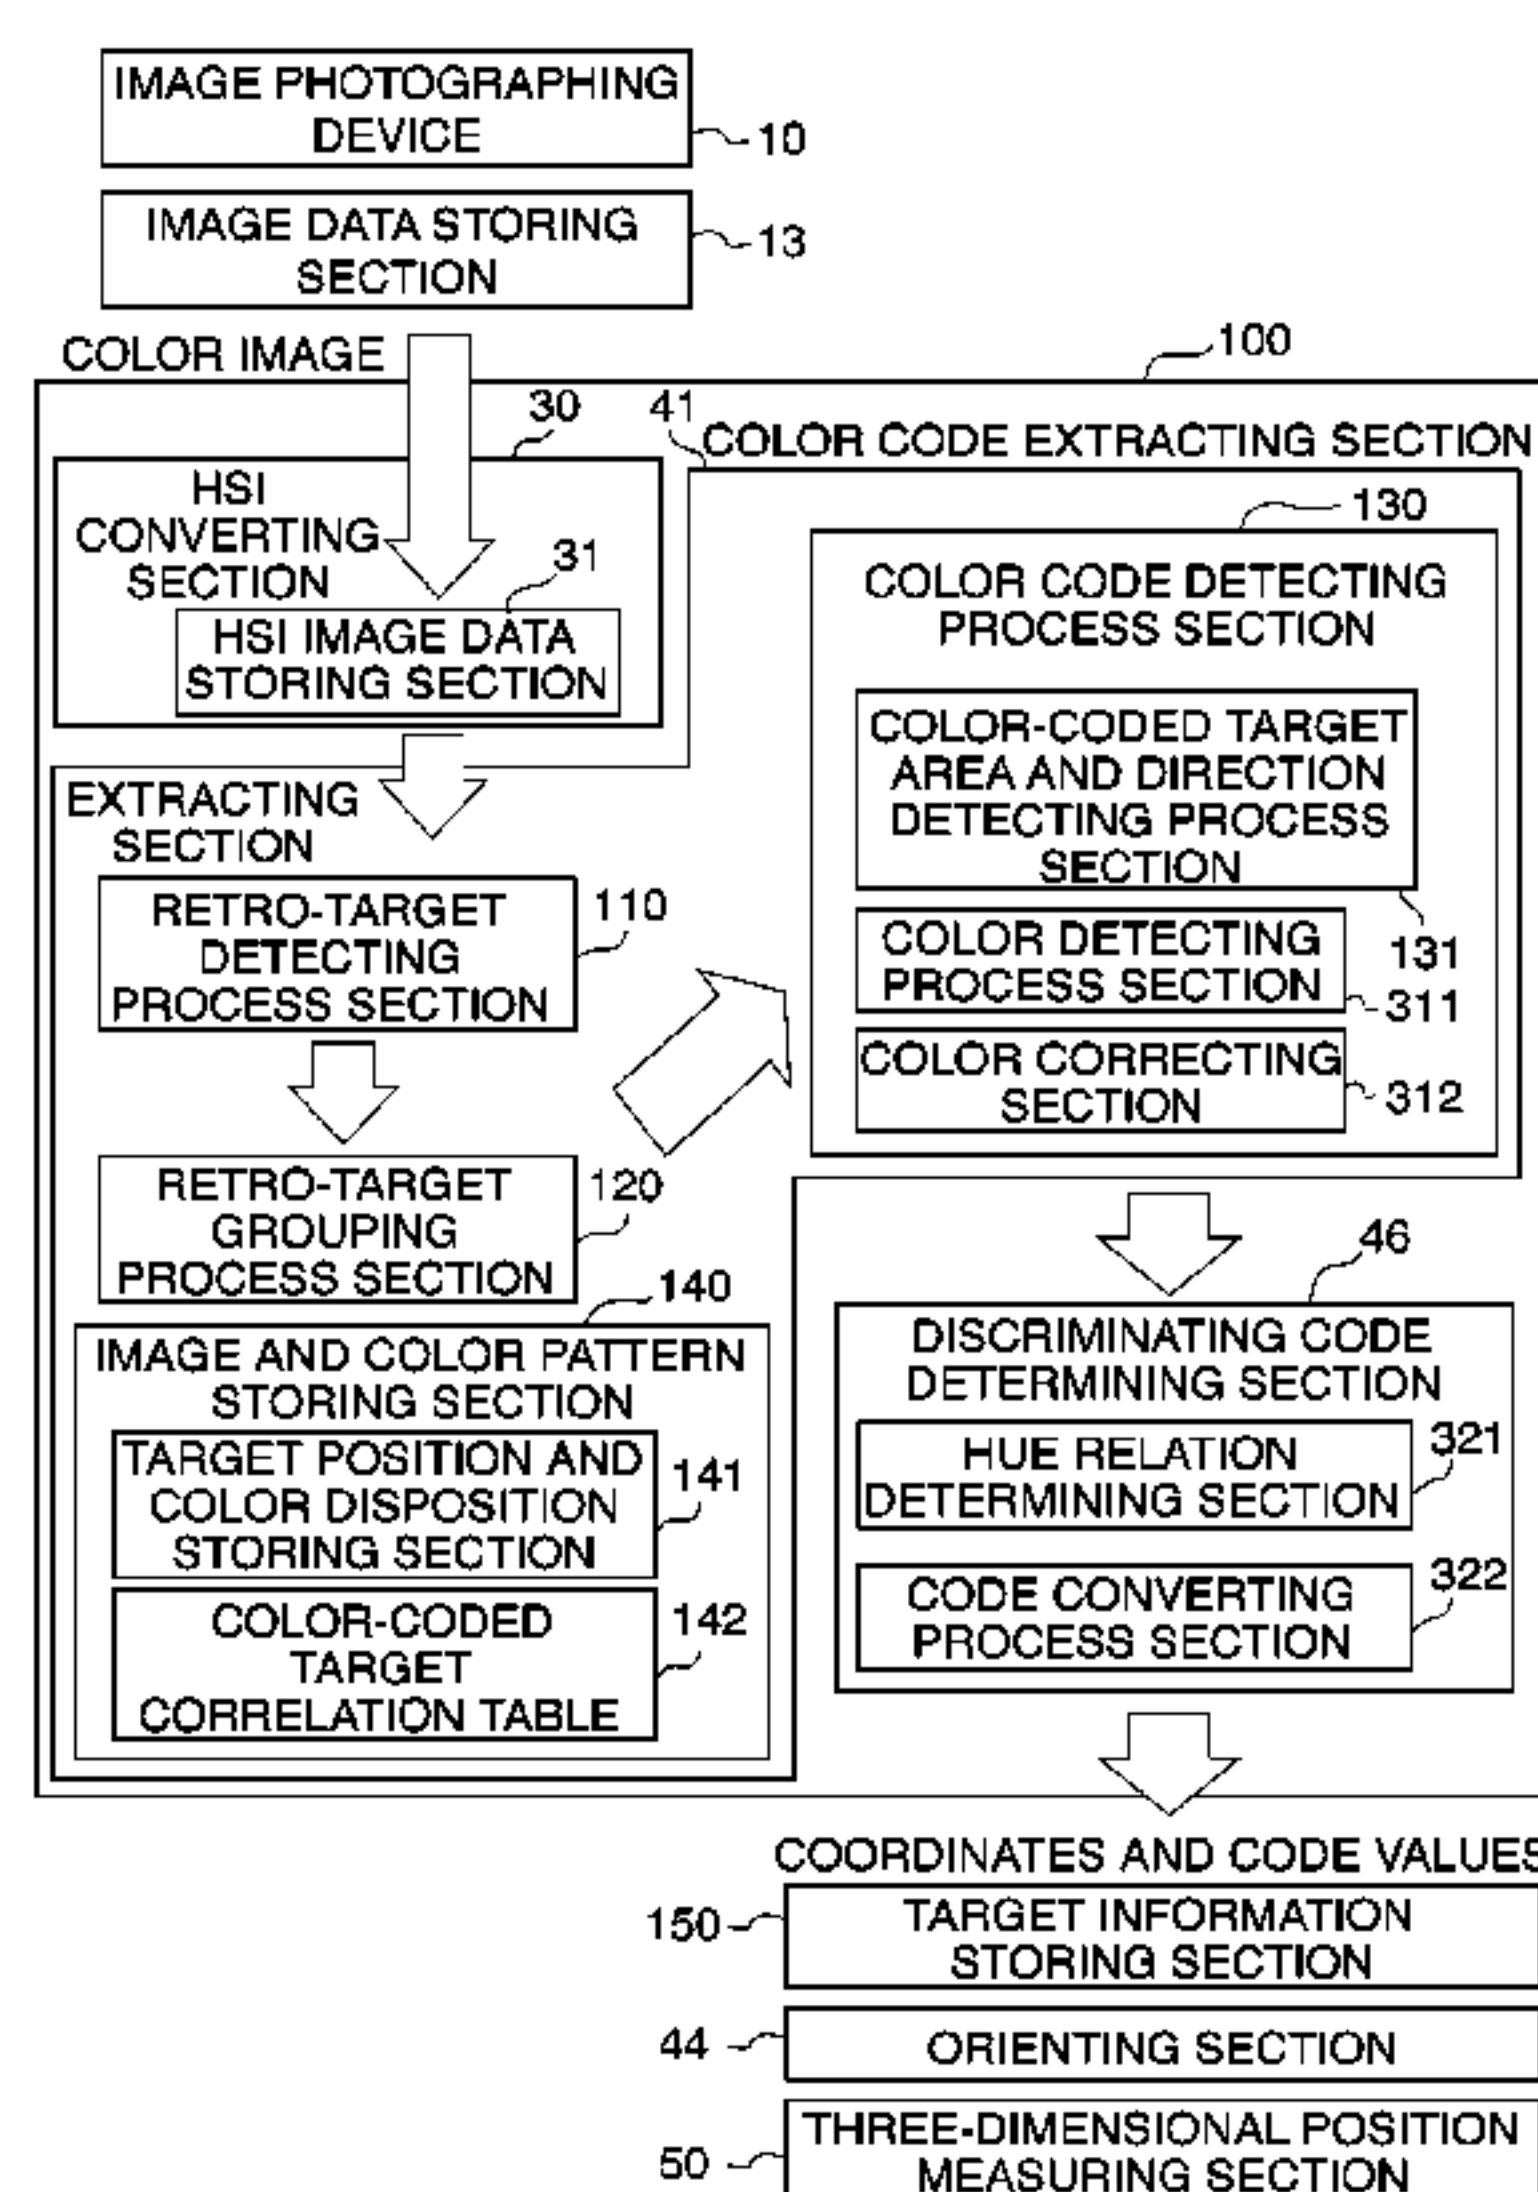 IMAGE PHOTOGRAPHING
DEVICE
10
IMAGE DATA STORING
SECTION
13
COLOR IMAGE
100
30
41
COLOR CODE EXTRACTING SECTION
HSI
CONVERTING
SECTION
31
HSI IMAGE DATA
STORING SECTION
130
COLOR CODE DETECTING
PROCESS SECTION
COLOR-CODED TARGET
AREA AND DIRECTION
DETECTING PROCESS
SECTION
131
COLOR DETECTING
PROCESS SECTION
311
COLOR CORRECTING
SECTION
312
EXTRACTING
SECTION
RETRO-TARGET
DETECTING
PROCESS SECTION
110
RETRO-TARGET
GROUPING
PROCESS SECTION
120
140
IMAGE AND COLOR PATTERN
STORING SECTION
TARGET POSITION AND
COLOR DISPOSITION
STORING SECTION
141
COLOR-CODED
TARGET
CORRELATION TABLE
142
46
DISCRIMINATING CODE
DETERMINING SECTION
HUE RELATION
DETERMINING SECTION
321
CODE CONVERTING
PROCESS SECTION
322
COORDINATES AND CODE VALUES
150
TARGET INFORMATION
STORING SECTION
44
ORIENTING SECTION
50
THREE-DIMENSIONAL POSITION
MEASURING SECTION